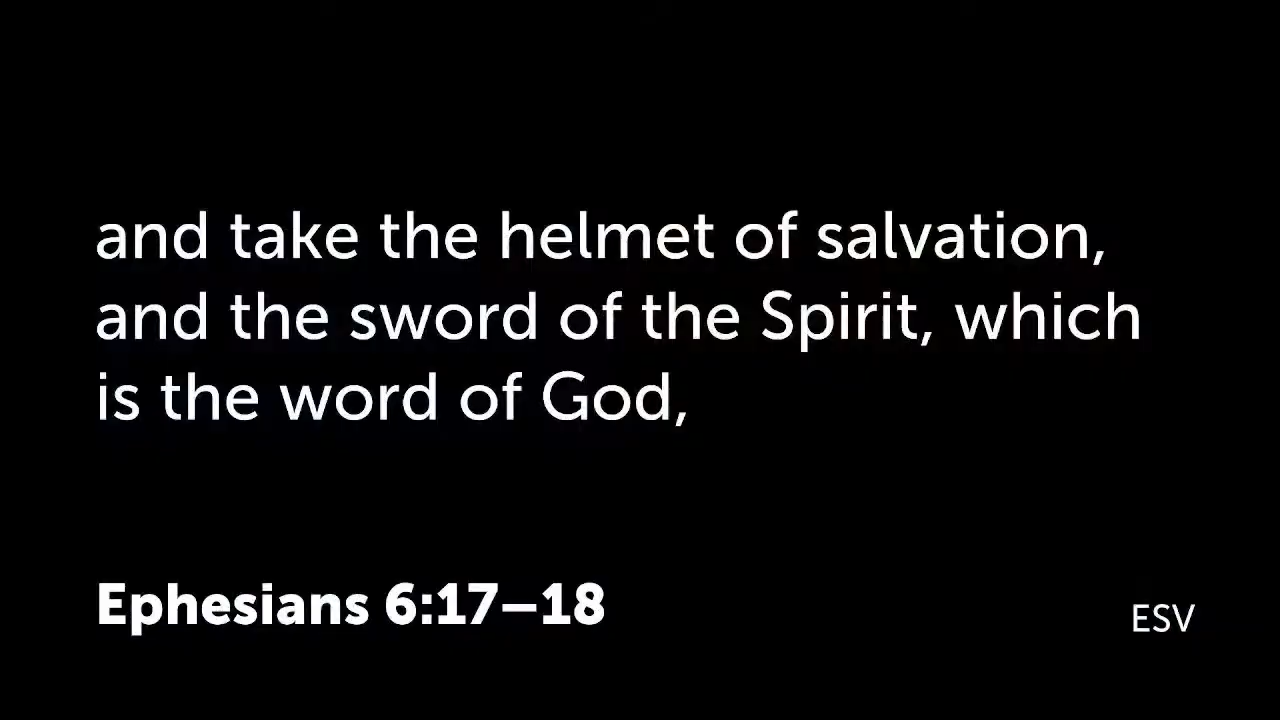 and take the helmet of salvation,
and the sword of the Spirit, which
is the word of God,
Ephesians 6:17–18
ESV